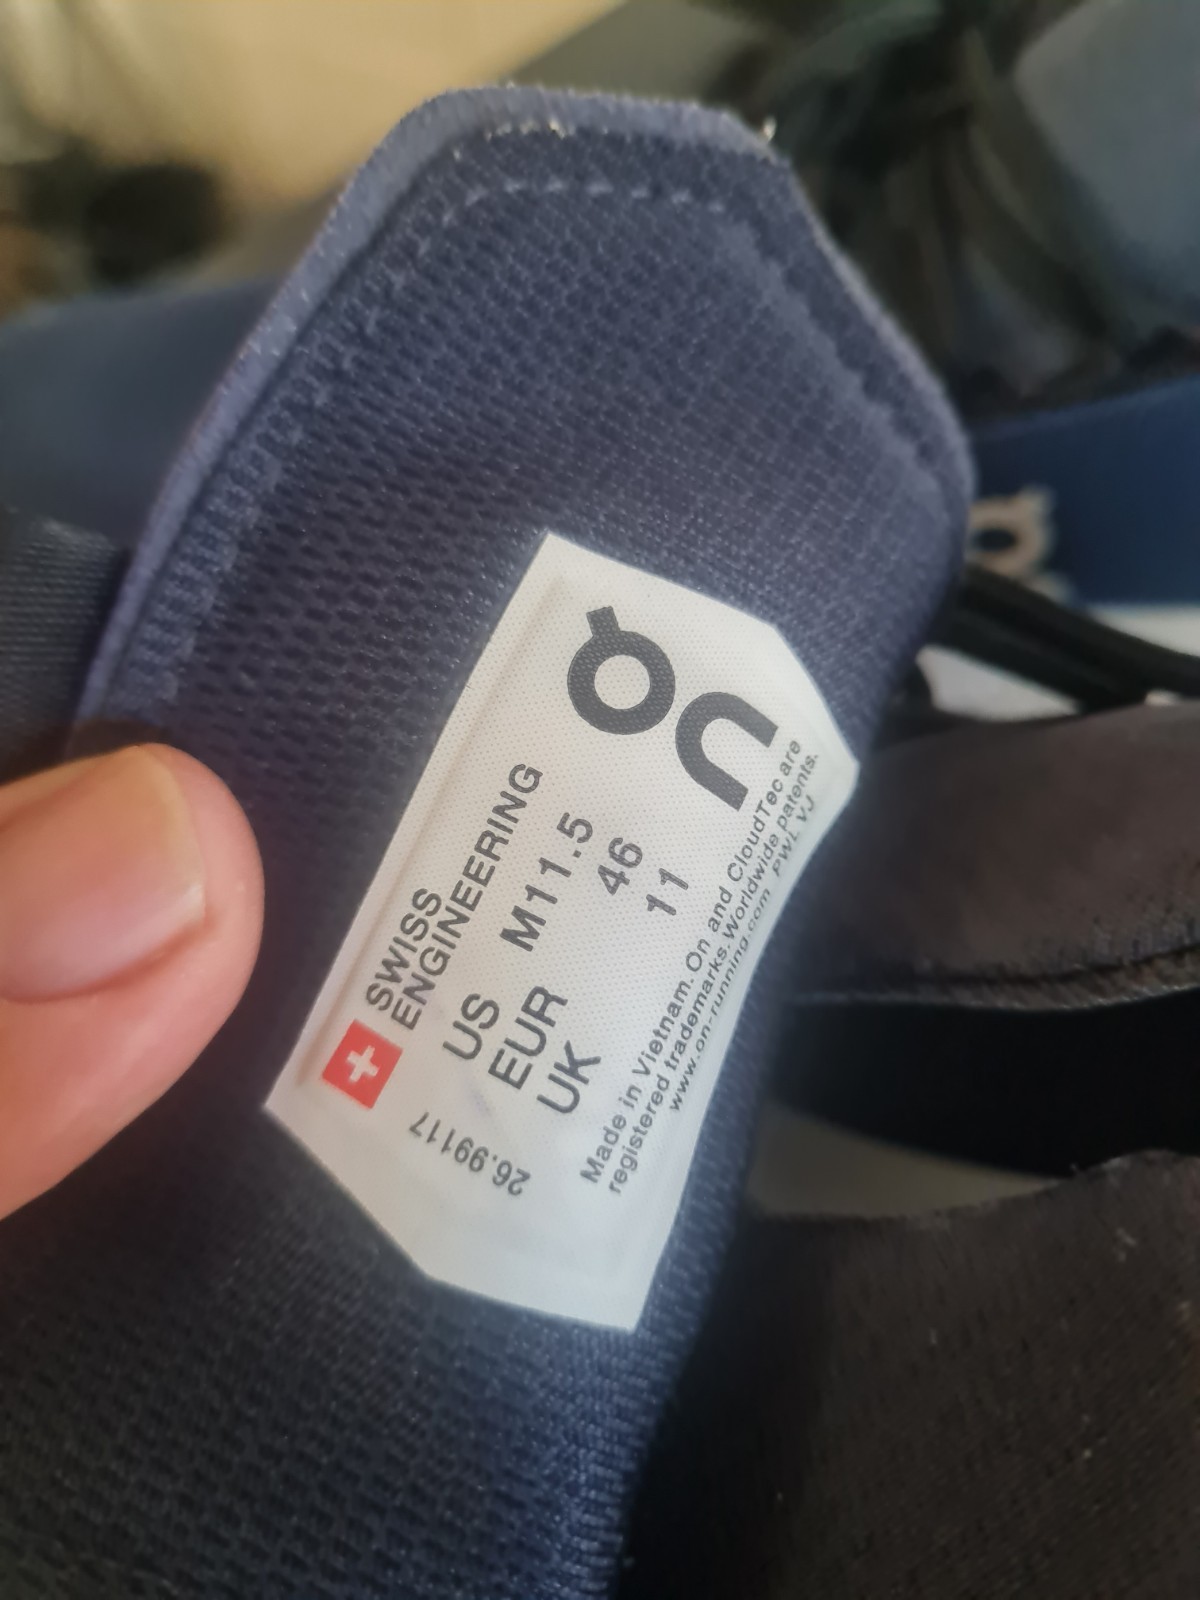 on
SWISS
ENGINEERING
US M11.5
EUR 46
UK 11
Made in Vietnam. On and CloudTec are
registered trademarks. Worldwide patents.
www.on-running.com PWL VJ
26.99117